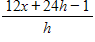 12x + 24h − 1
h